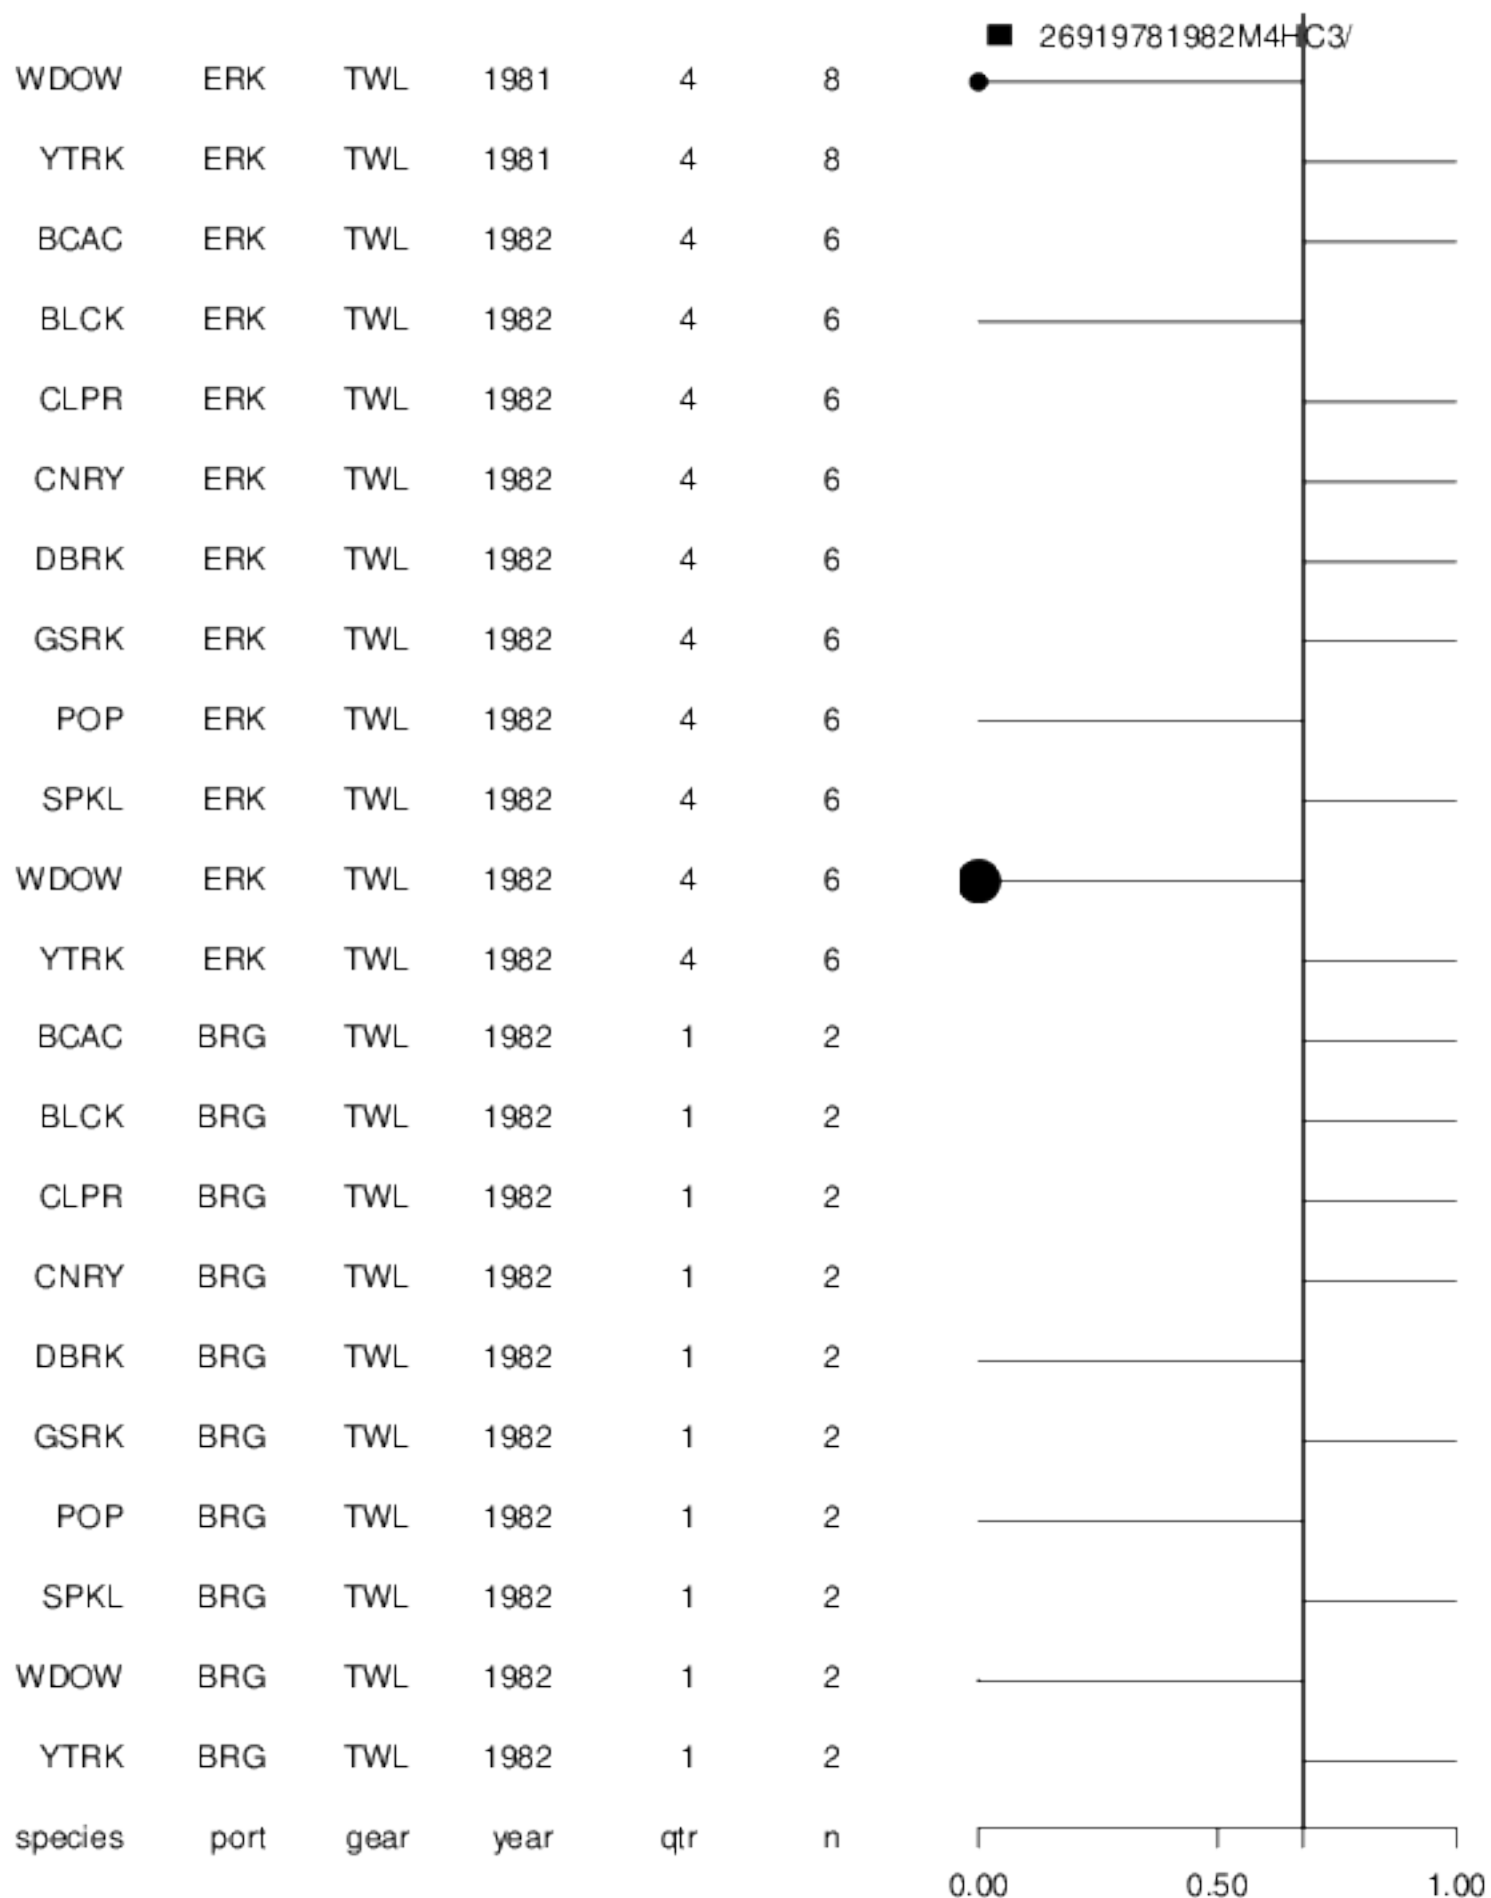 26919781982M4HC3/
WDOW ERK TWL 1981 4 8
YTRK ERK TWL 1981 4 8
BCAC ERK TWL 1982 4 6
BLCK ERK TWL 1982 4 6
CLPR ERK TWL 1982 4 6
CNRY ERK TWL 1982 4 6
DBRK ERK TWL 1982 4 6
GSRK ERK TWL 1982 4 6
POP ERK TWL 1982 4 6
SPKL ERK TWL 1982 4 6
WDOW ERK TWL 1982 4 6
YTRK ERK TWL 1982 4 6
BCAC BRG TWL 1982 1 2
BLCK BRG TWL 1982 1 2
CLPR BRG TWL 1982 1 2
CNRY BRG TWL 1982 1 2
DBRK BRG TWL 1982 1 2
GSRK BRG TWL 1982 1 2
POP BRG TWL 1982 1 2
SPKL BRG TWL 1982 1 2
WDOW BRG TWL 1982 1 2
YTRK BRG TWL 1982 1 2
species port gear year qtr n
0.00 0.50 1.00